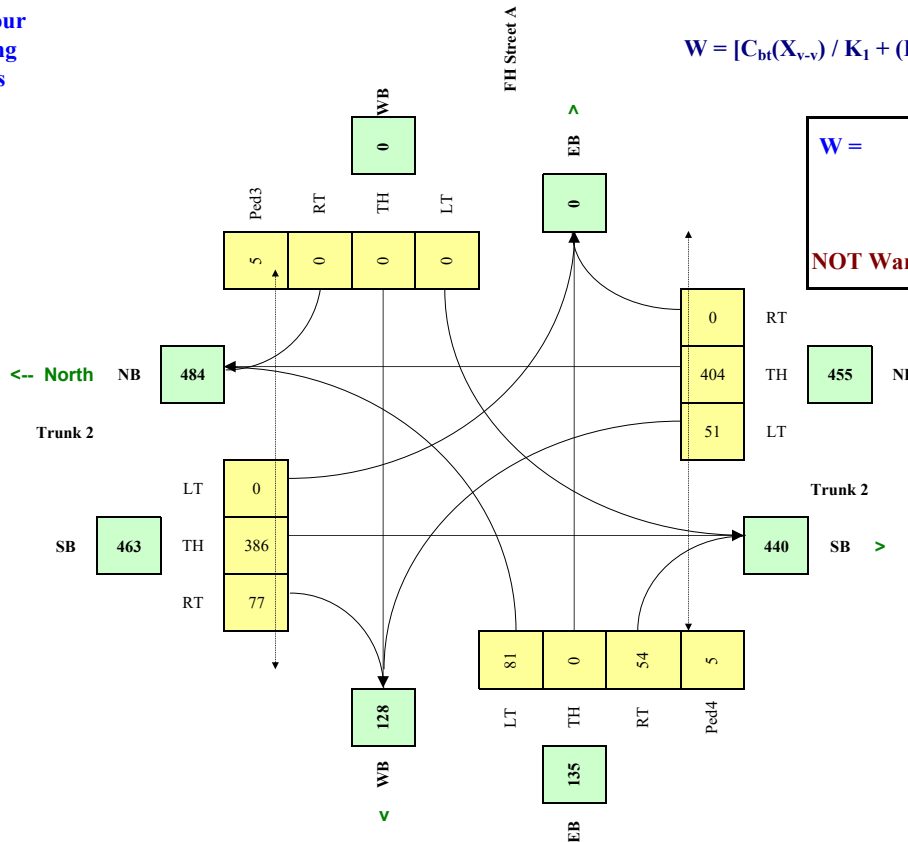 our
ng
s
FH Street A
W = [C_bt(X_v-v) / K_1 + (
WB
0
^
EB
0
W =
NOT War
Ped3
RT
TH
LT
5
0
0
0
0
RT
<-- North
NB
484
404
TH
455
51
LT
Trunk 2
LT
0
Trunk 2
SB
463
TH
386
440
SB
>
RT
77
81
0
54
5
128
LT
TH
RT
Ped4
WB
135
v
EB